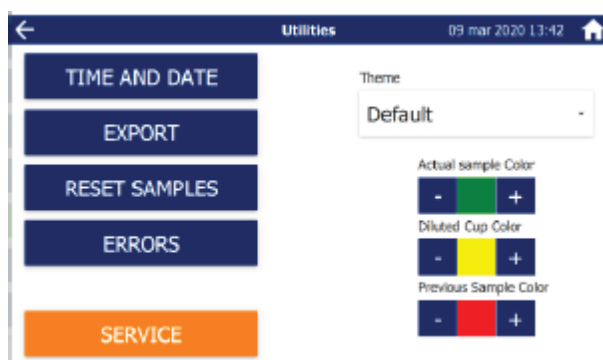 Utilities 09 mar 2020 13:42
TIME AND DATE
EXPORT
RESET SAMPLES
ERRORS
SERVICE
Theme
Default
Actual sample Color
- +
Diluted Cup Color
- +
Previous Sample Color
- +